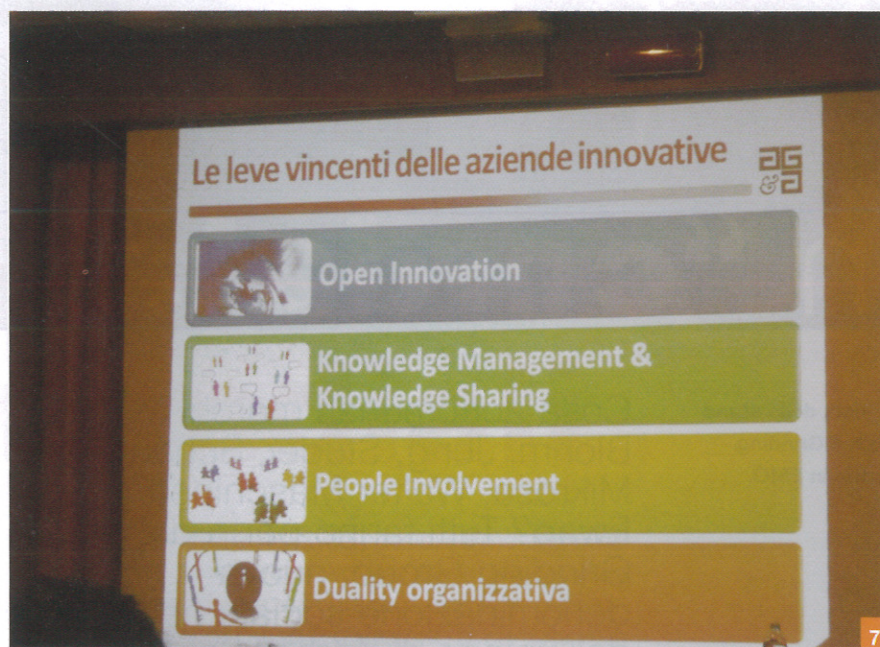 Le leve vincenti delle aziende innovative
G&G
Open Innovation
Knowledge Management &
Knowledge Sharing
People Involvement
Duality organizzativa
7